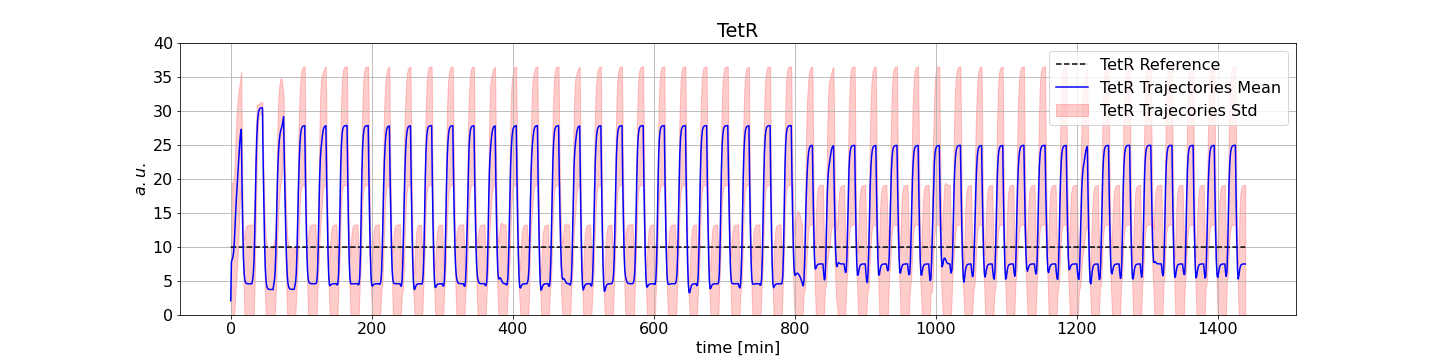 TetR
40
35
30
25
20
15
10
5
0
a. u.
TetR Reference
TetR Trajectories Mean
TetR Trajecories Std
0 200 400 600 800 1000 1200 1400
time [min]